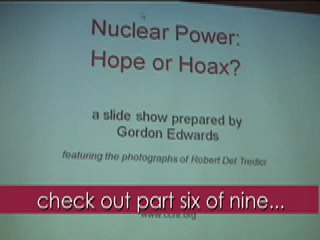 Nuclear Power:
Hope or Hoax?
a slide show prepared by
Gordon Edwards
featuring the photographs of Robert Del Tredici
check out part six of nine...
www.ccnr.org